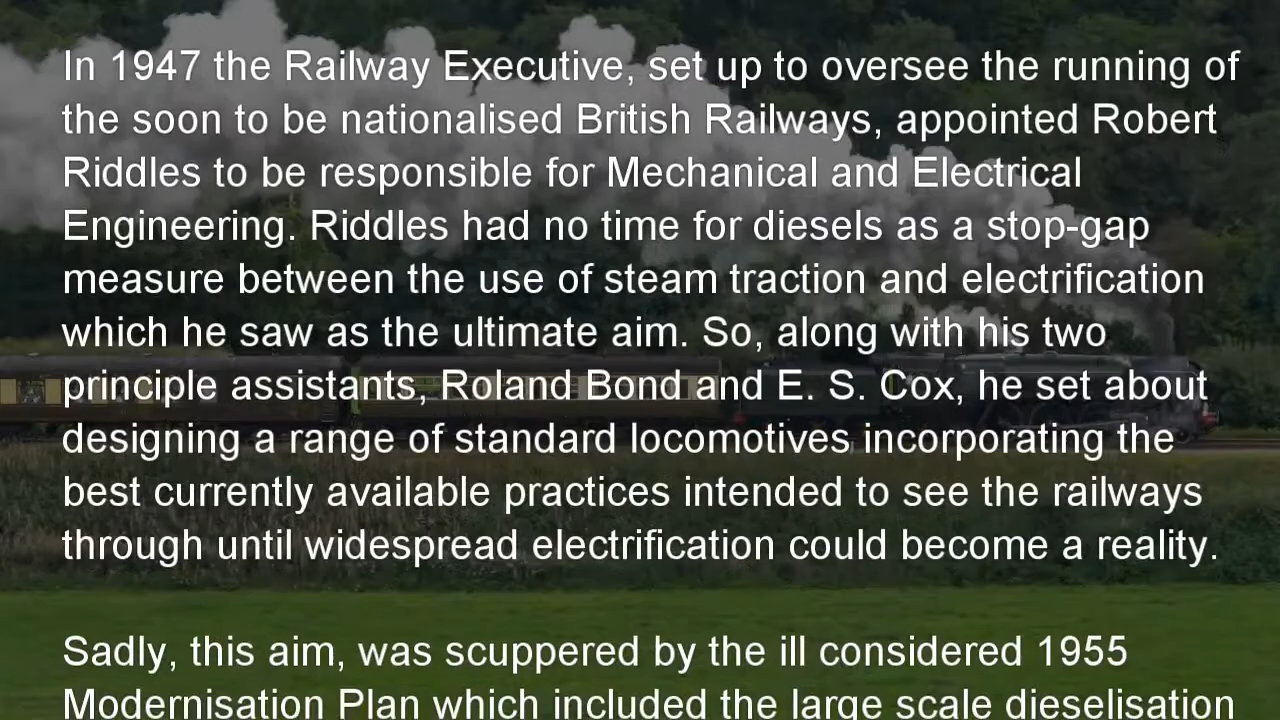 In 1947 the Railway Executive, set up to oversee the running of
the soon to be nationalised British Railways, appointed Robert
Riddles to be responsible for Mechanical and Electrical
Engineering. Riddles had no time for diesels as a stop-gap
measure between the use of steam traction and electrification
which he saw as the ultimate aim. So, along with his two
principle assistants, Roland Bond and E. S. Cox, he set about
designing a range of standard locomotives incorporating the
best currently available practices intended to see the railways
through until widespread electrification could become a reality.
Sadly, this aim, was scuppered by the ill considered 1955
Modernisation Plan which included the large scale dieselisation